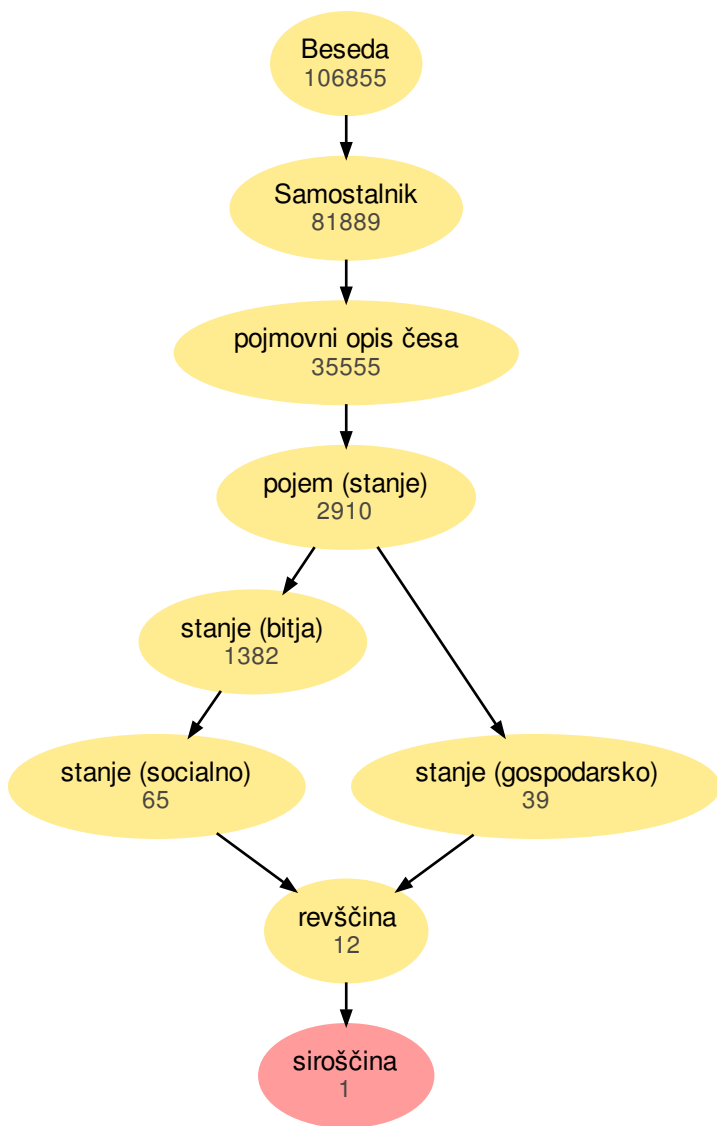 Beseda
106855
Samostalnik
81889
pojmovni opis česa
35555
pojem (stanje)
2910
stanje (bitja)
1382
stanje (socialno)
65
stanje (gospodarsko)
39
revščina
12
siroščina
1